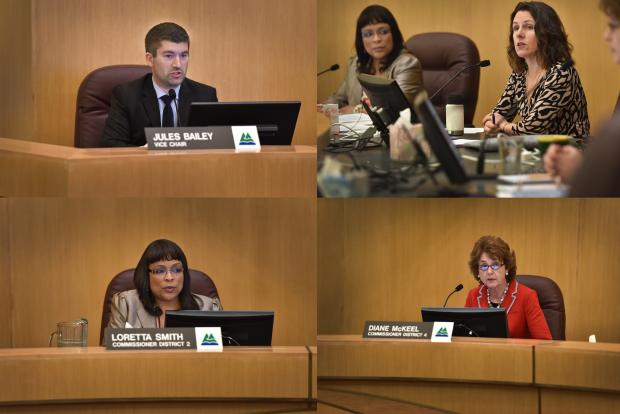 JULES BAILEY
VICE CHAIR
LORETTA SMITH
COMMISSIONER DISTRICT 2
DIANE McKEEL
COMMISSIONER DISTRICT 4